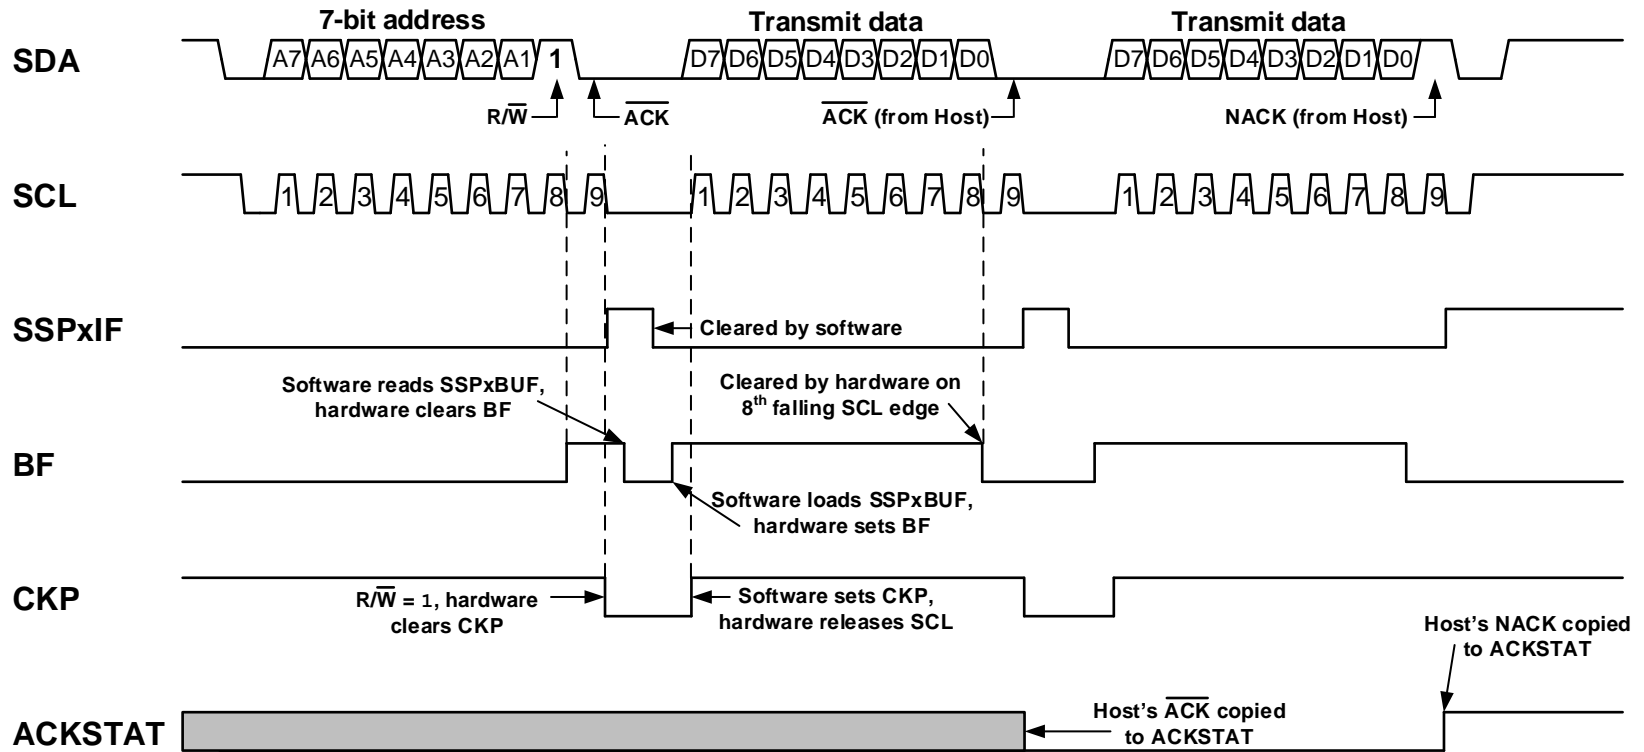 7-bit address
Transmit data
Transmit data
SDA
A7 A6 A5 A4 A3 A2 A1 1 D7 D6 D5 D4 D3 D2 D1 D0 D7 D6 D5 D4 D3 D2 D1 D0
R/W̅
A̅C̅K̅
A̅C̅K̅ (from Host)
NACK (from Host)
SCL
1 2 3 4 5 6 7 8 9 1 2 3 4 5 6 7 8 9 1 2 3 4 5 6 7 8 9
SSPxIF
Cleared by software
Software reads SSPxBUF,
hardware clears BF
Cleared by hardware on
8th falling SCL edge
BF
Software loads SSPxBUF,
hardware sets BF
CKP
R/W̅ = 1, hardware
clears CKP
Software sets CKP,
hardware releases SCL
Host's NACK copied
to ACKSTAT
ACKSTAT
Host's A̅C̅K̅ copied
to ACKSTAT